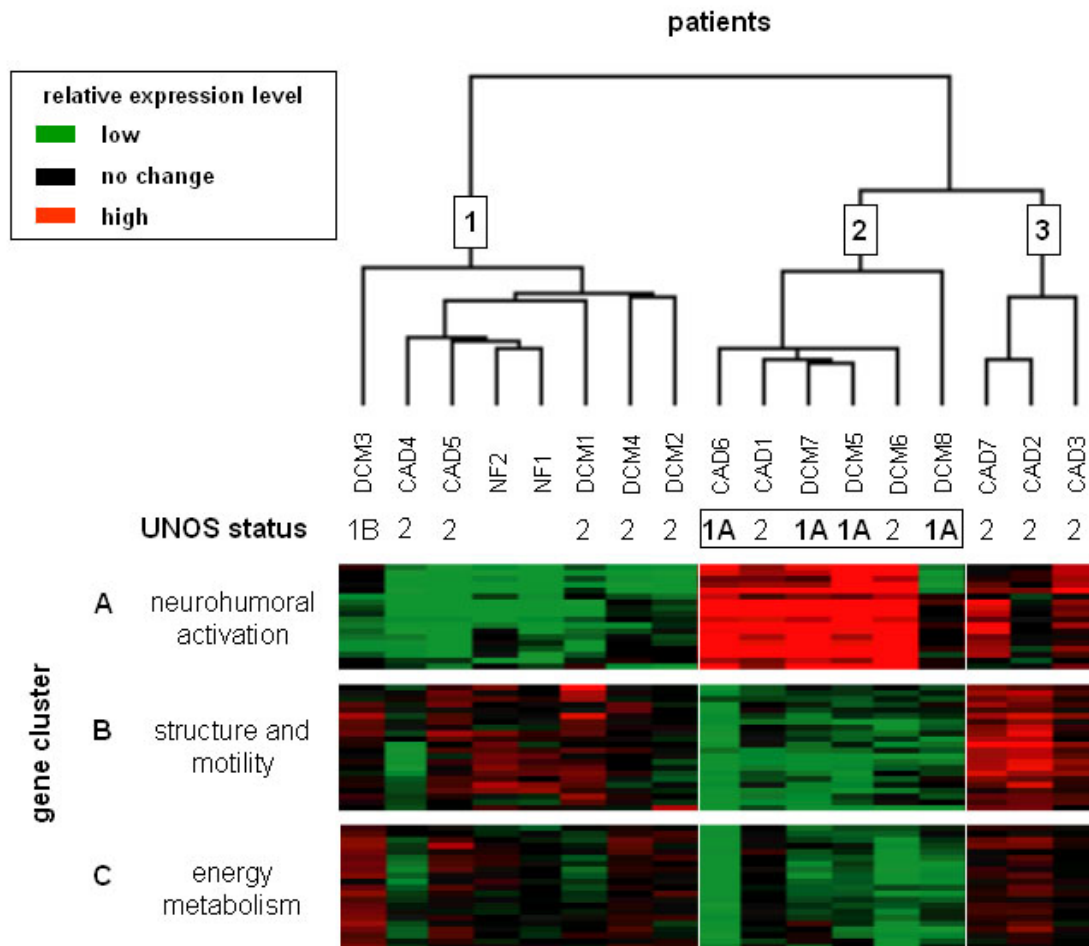 patients
relative expression level
low
no change
high
1
2
3
DCM3 CAD4 CAD5 NF2 NF1 DCM1 DCM4 DCM2 CAD6 CAD1 DCM7 DCM5 DCM6 DCM8 CAD7 CAD2 CAD3
UNOS status 1B 2 2 2 2 2 1A 2 1A 1A 2 1A 2 2 2
gene cluster
A neurohumoral
activation
B structure and
motility
C energy
metabolism